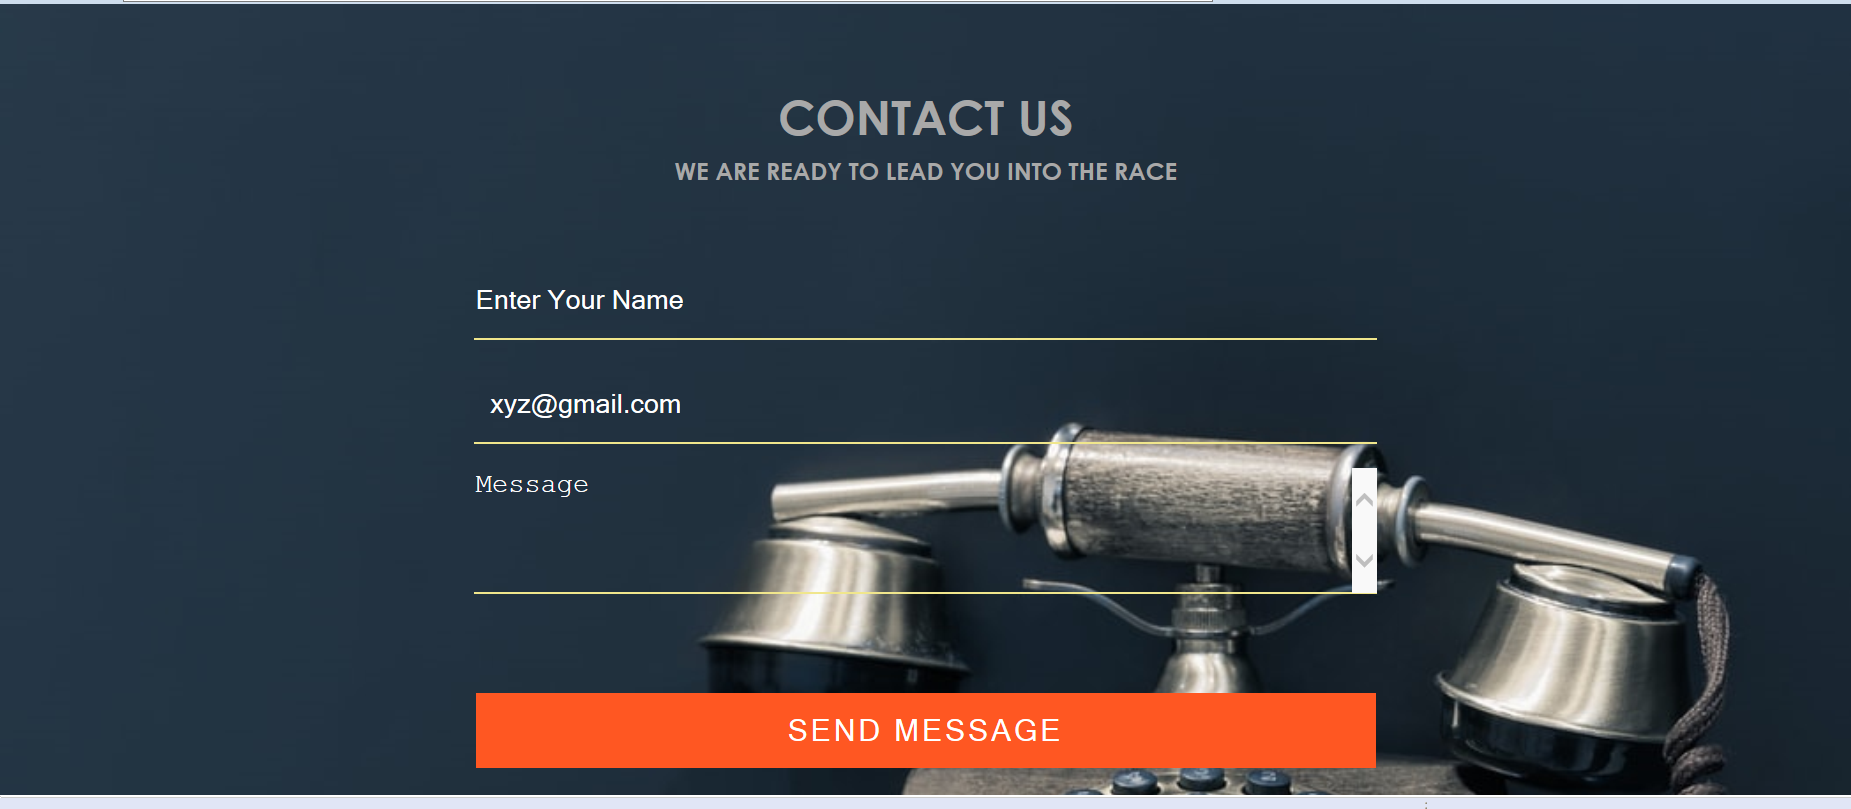 CONTACT US
WE ARE READY TO LEAD YOU INTO THE RACE
Enter Your Name
xyz@gmail.com
Message
SEND MESSAGE